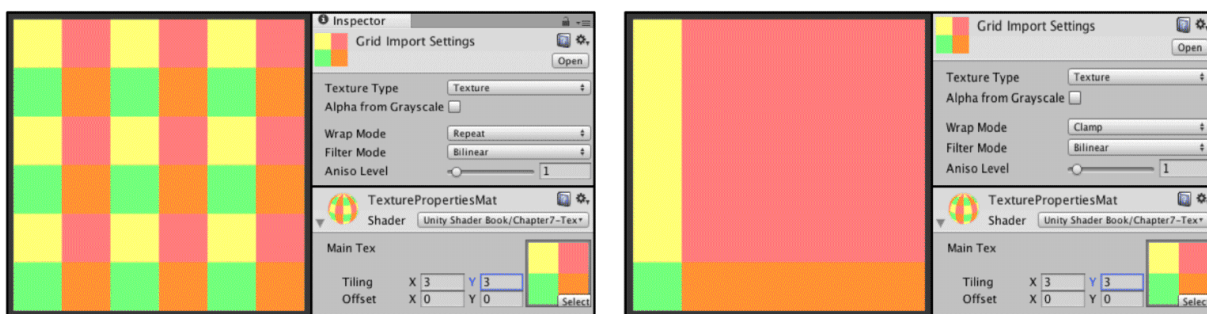 Inspector
Grid Import Settings
Open
Texture Type Texture
Alpha from Grayscale
Wrap Mode Repeat
Filter Mode Bilinear
Aniso Level 1
TexturePropertiesMat
Shader Unity Shader Book/Chapter7-Tex
Main Tex
Tiling X 3 Y 3
Offset X 0 Y 0
Select
Grid Import Settings
Open
Texture Type Texture
Alpha from Grayscale
Wrap Mode Clamp
Filter Mode Bilinear
Aniso Level 1
TexturePropertiesMat
Shader Unity Shader Book/Chapter7-Tex
Main Tex
Tiling X 3 Y 3
Offset X 0 Y 0
Selec